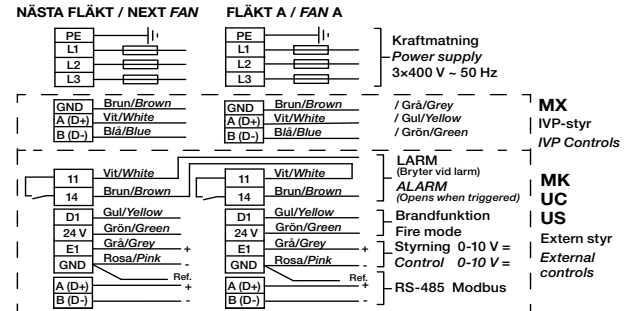 NÄSTA FLÄKT / NEXT FAN FLÄKT A / FAN A
PE PE
L1 L1
L2 L2
L3 L3
Kraftmatning
Power supply
3×400 V ~ 50 Hz
GND Brun/Brown GND Brun/Brown / Grå/Grey
A (D+) Vit/White A (D+) Vit/White / Gul/Yellow
B (D-) Blå/Blue B (D-) Blå/Blue / Grön/Green
MX
IVP-styr
IVP Controls
11 Vit/White 11 Vit/White
14 Brun/Brown 14 Brun/Brown
LARM
(Bryter vid larm)
ALARM
(Opens when triggered)
D1 Gul/Yellow D1 Gul/Yellow
24 V Grön/Green 24 V Grön/Green
Brandfunktion
Fire mode
E1 Grå/Grey + E1 Grå/Grey +
GND Rosa/Pink - GND Rosa/Pink -
Styrning 0-10 V =
Control 0-10 V =
Ref. Ref.
A (D+) + A (D+) +
B (D-) - B (D-) -
RS-485 Modbus
MK
UC
US
Extern styr
External
controls